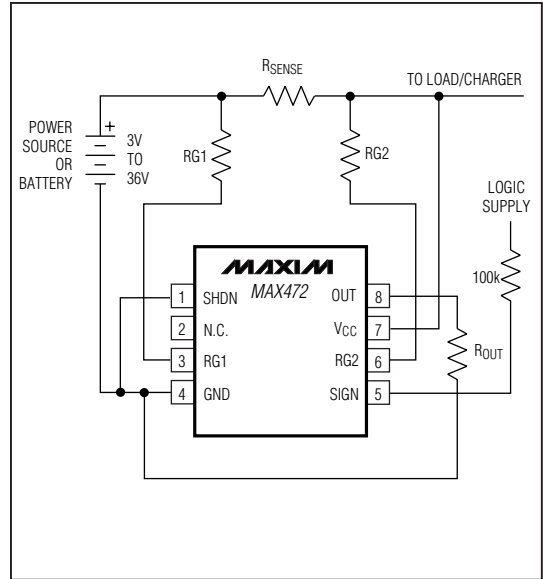 RSENSE
TO LOAD/CHARGER
POWER
SOURCE
OR
BATTERY
+
3V
TO
36V
RG1
RG2
LOGIC
SUPPLY
100k
MAXIM
MAX472
1 SHDN
OUT 8
2 N.C.
VCC 7
3 RG1
RG2 6
4 GND
SIGN 5
ROUT